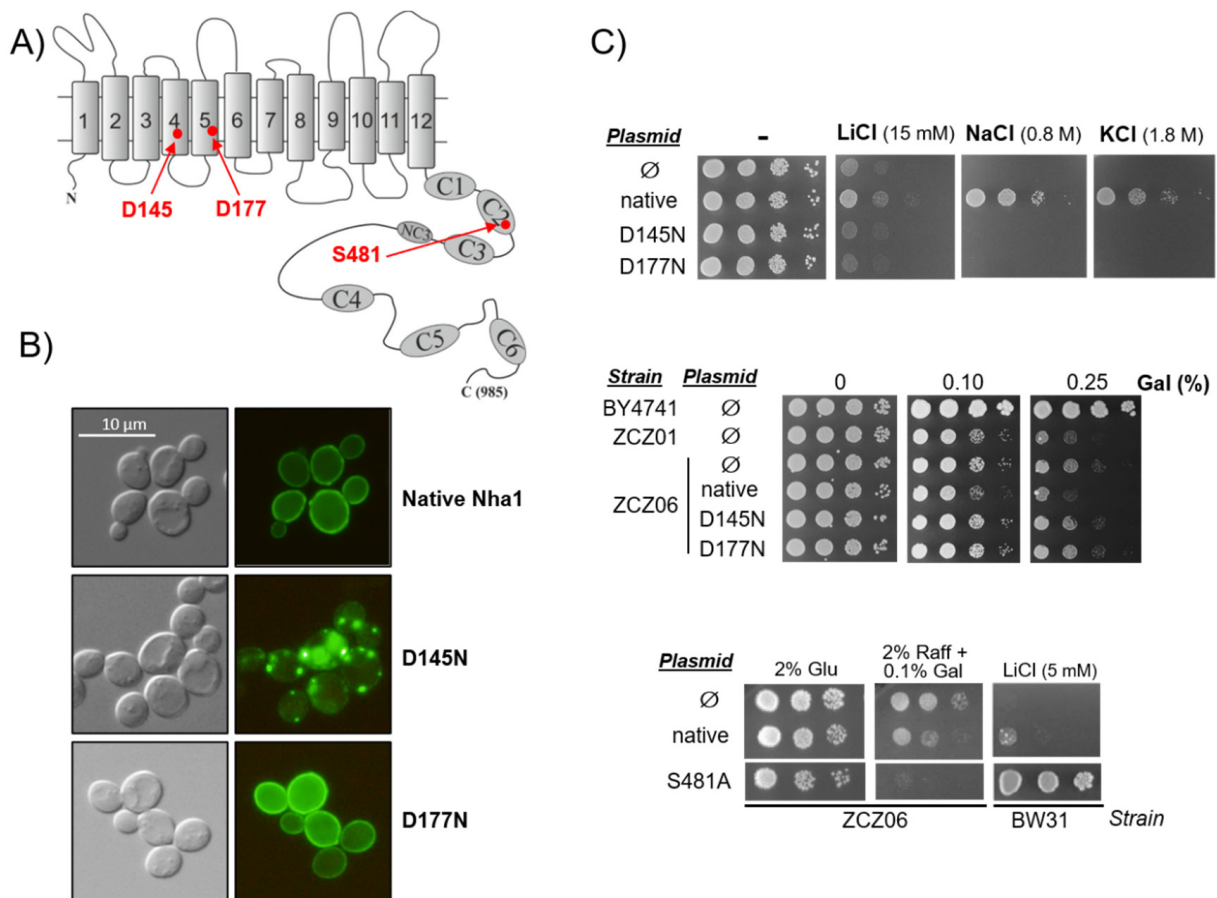 A)
1 2 3 4 5 6 7 8 9 10 11 12
N
D145 D177
C1
C2
NC3
C3
S481
C4
C5
C6
C (985)
B)
10 µm
Native Nha1
D145N
D177N
C)
Plasmid - LiCl (15 mM) NaCl (0.8 M) KCl (1.8 M)
Ø
native
D145N
D177N
Strain Plasmid 0 0.10 0.25 Gal (%)
BY4741 Ø
ZCZ01 Ø
Ø
ZCZ06 native
D145N
D177N
Plasmid 2% Glu 2% Raff + LiCl (5 mM)
0.1% Gal
Ø
native
S481A
ZCZ06 BW31 Strain